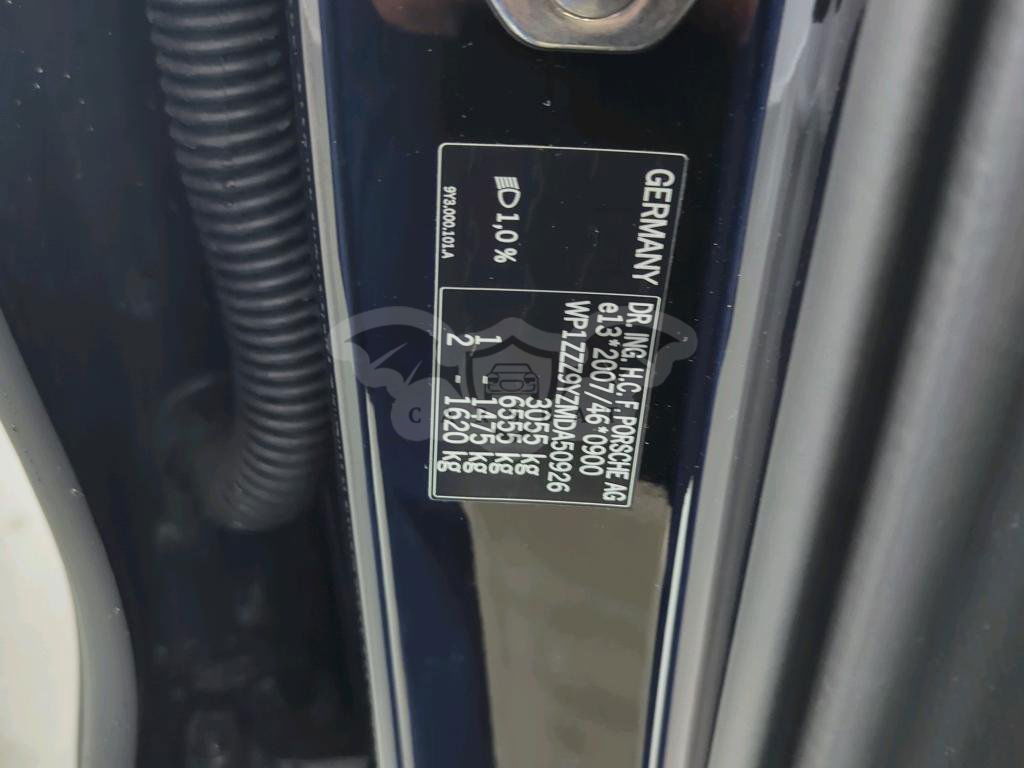 GERMANY
1,0 %
9Y3.000.101.A
DR. ING. H.C. F. PORSCHE AG
e13*2007/46*0900
WP1ZZZ9YZMDA50926
3055 kg
6555 kg
1 - 1475 kg
2 - 1620 kg